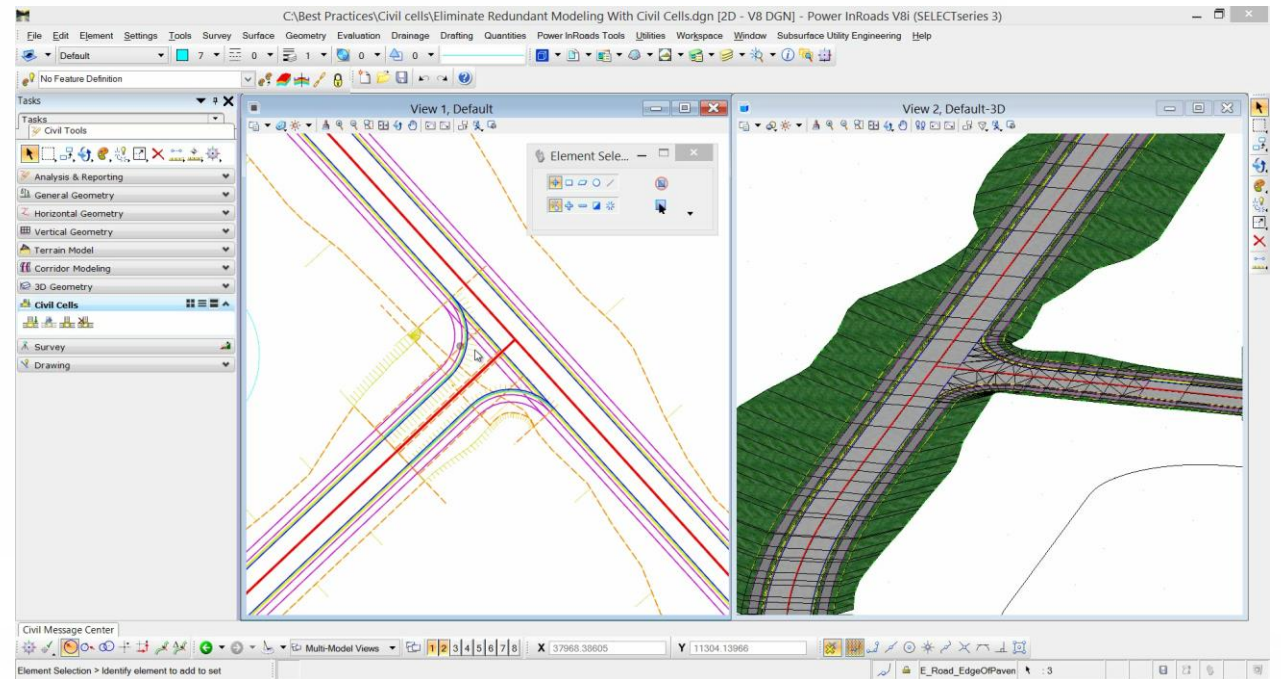 C:\Best Practices\Civil cells\Eliminate Redundant Modeling With Civil Cells.dgn [2D - V8 DGN] - Power InRoads V8i (SELECTseries 3)
File Edit Element Settings Tools Survey Surface Geometry Evaluation Drainage Drafting Quantities Power InRoads Tools Utilities Workspace Window Subsurface Utility Engineering Help
Default 7 0 1 0 0
No Feature Definition
Tasks
Tasks
Civil Tools
Analysis & Reporting
General Geometry
Horizontal Geometry
Vertical Geometry
Terrain Model
Corridor Modeling
3D Geometry
Civil Cells
Survey
Drawing
View 1, Default
Element Sele...
View 2, Default-3D
Civil Message Center
Multi-Model Views 1 2 3 4 5 6 7 8 X 37968.38605 Y 11304.13966
Element Selection > Identify element to add to set
E_Road_EdgeOfPaven : 3